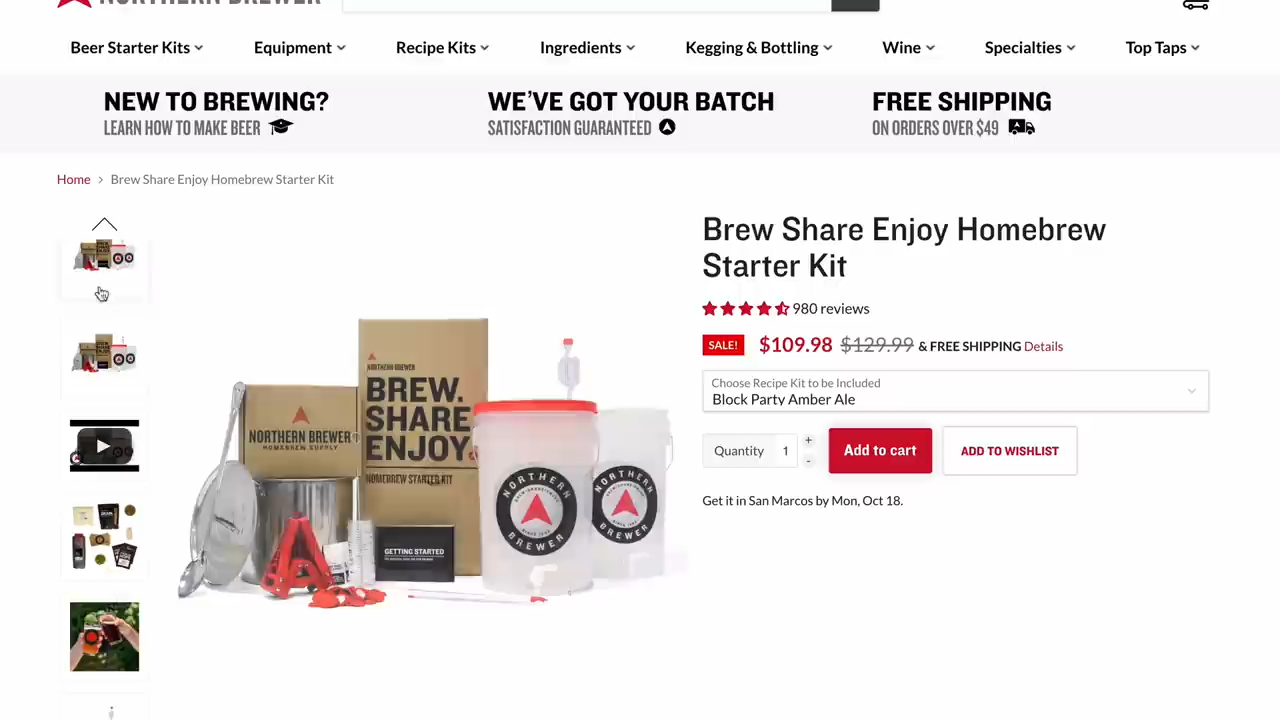 NORTHERN BREWER
Beer Starter Kits
Equipment
Recipe Kits
Ingredients
Kegging & Bottling
Wine
Specialties
Top Taps
NEW TO BREWING?
LEARN HOW TO MAKE BEER
WE'VE GOT YOUR BATCH
SATISFACTION GUARANTEED
FREE SHIPPING
ON ORDERS OVER $49
Home > Brew Share Enjoy Homebrew Starter Kit
NORTHERN BREWER
BREW.
SHARE
ENJOY.
HOMEBREW STARTER KIT
NORTHERN BREWER
HOMEBREW SUPPLY
GETTING STARTED
NORTHERN
BREWER
NORTHERN
BREWER
Brew Share Enjoy Homebrew
Starter Kit
980 reviews
SALE! $109.98 $129.99 & FREE SHIPPING Details
Choose Recipe Kit to be Included
Block Party Amber Ale
Quantity 1 + - Add to cart ADD TO WISHLIST
Get it in San Marcos by Mon, Oct 18.